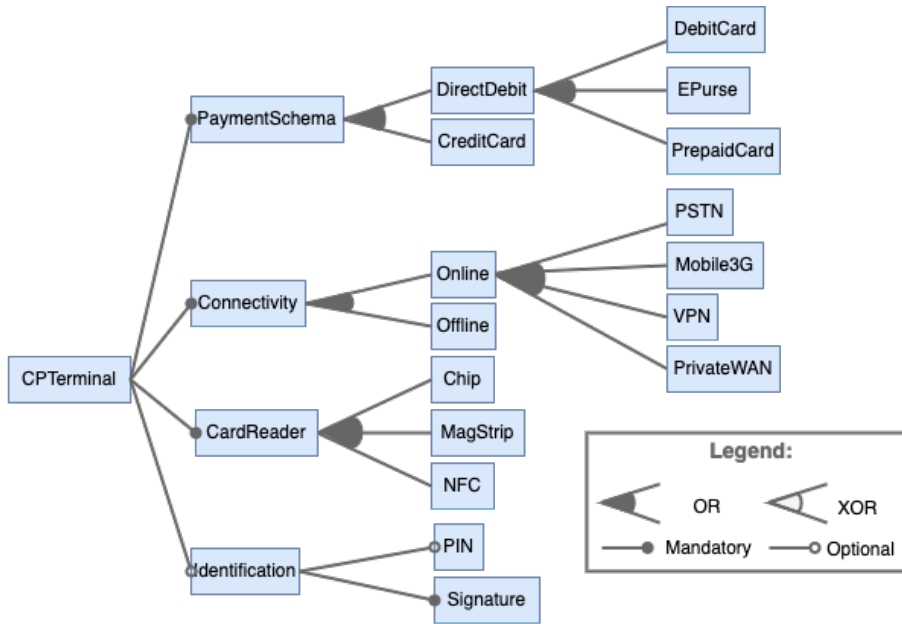 DebitCard
DirectDebit
EPurse
PaymentSchema
CreditCard
PrepaidCard
PSTN
Online
Mobile3G
Connectivity
VPN
Offline
PrivateWAN
CPTerminal
Chip
CardReader
MagStrip
NFC
Legend:
OR
XOR
Mandatory
Optional
PIN
Identification
Signature